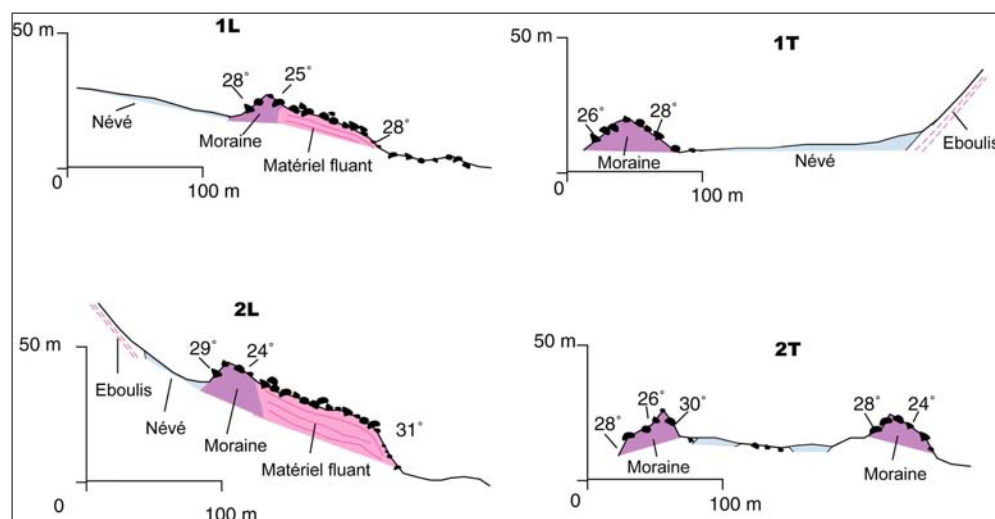 1L
50 m
28°
25°
Névé
Moraine
28°
Matériel fluant
0
100 m
1T
50 m
26°
28°
Moraine
Névé
Eboulis
0
100 m
2L
50 m
29°
24°
Eboulis
Névé
Moraine
31°
Matériel fluant
0
100 m
2T
50 m
28°
26°
30°
28°
24°
Moraine
Moraine
0
100 m